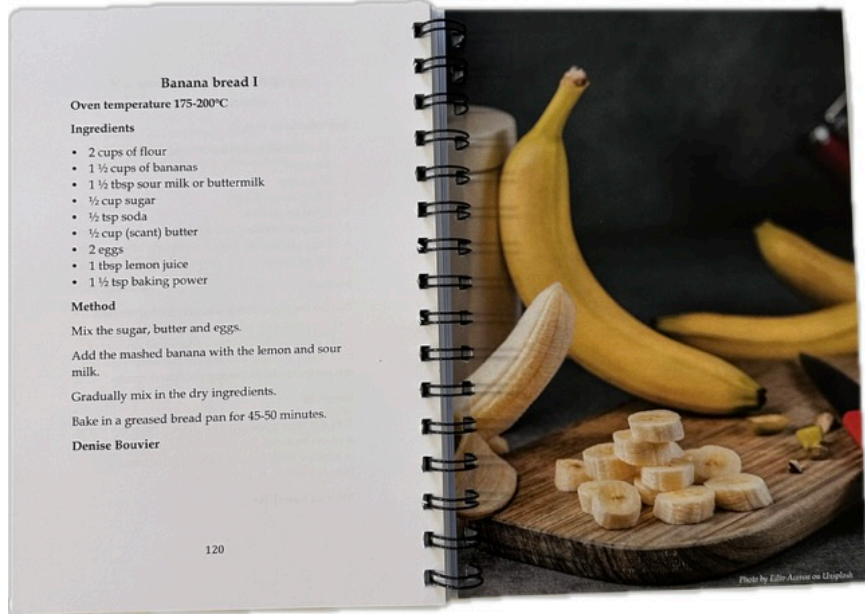 Banana bread I
Oven temperature 175-200°C
Ingredients
• 2 cups of flour
• 1 ½ cups of bananas
• 1 ½ tbsp sour milk or buttermilk
• ½ cup sugar
• ½ tsp soda
• ½ cup (scant) butter
• 2 eggs
• 1 tbsp lemon juice
• 1 ½ tsp baking power
Method
Mix the sugar, butter and eggs.
Add the mashed banana with the lemon and sour
milk.
Gradually mix in the dry ingredients.
Bake in a greased bread pan for 45-50 minutes.
Denise Bouvier
120
Photo by on Unsplash